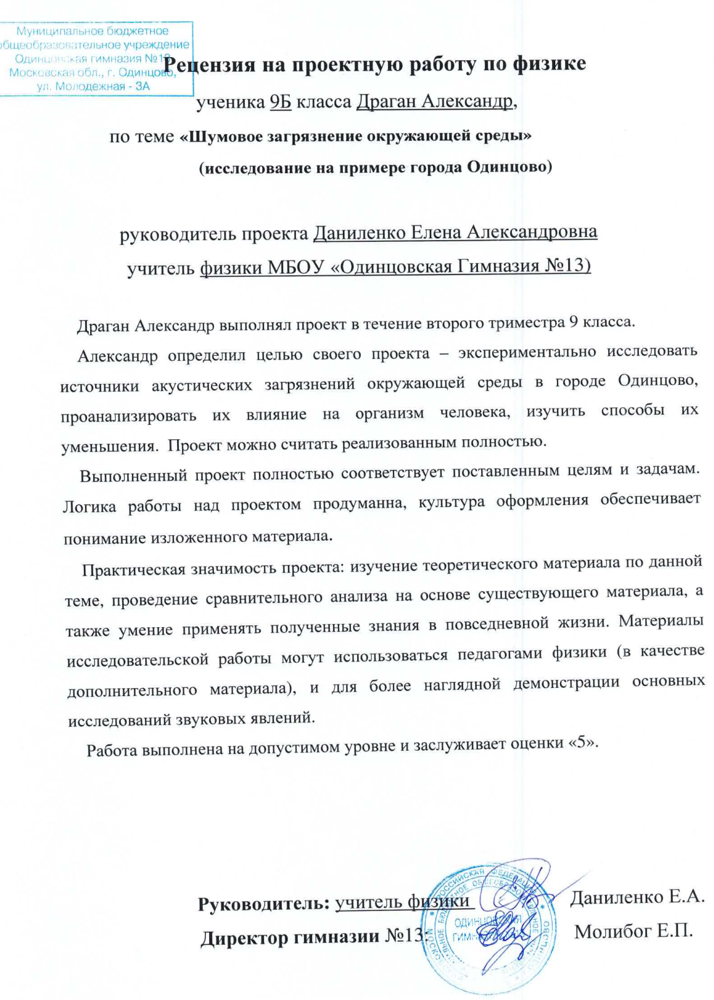 Муниципальное бюджетное
общеобразовательное учреждение
Одинцовская гимназия №13
Московская обл., г. Одинцово,
ул. Молодежная - 3А
Рецензия на проектную работу по физике
ученика 9Б класса Драган Александр,
по теме «Шумовое загрязнение окружающей среды»
(исследование на примере города Одинцово)
руководитель проекта Даниленко Елена Александровна
учитель физики МБОУ «Одинцовская Гимназия №13)
Драган Александр выполнял проект в течение второго триместра 9 класса.
Александр определил целью своего проекта – экспериментально исследовать
источники акустических загрязнений окружающей среды в городе Одинцово,
проанализировать их влияние на организм человека, изучить способы их
уменьшения. Проект можно считать реализованным полностью.
Выполненный проект полностью соответствует поставленным целям и задачам.
Логика работы над проектом продуманна, культура оформления обеспечивает
понимание изложенного материала.
Практическая значимость проекта: изучение теоретического материала по данной
теме, проведение сравнительного анализа на основе существующего материала, а
также умение применять полученные знания в повседневной жизни. Материалы
исследовательской работы могут использоваться педагогами физики (в качестве
дополнительного материала), и для более наглядной демонстрации основных
исследований звуковых явлений.
Работа выполнена на допустимом уровне и заслуживает оценки «5».
Руководитель: учитель физики Даниленко Е.А.
Директор гимназии №13: Молибог Е.П.
РОССИЙСКАЯ ФЕДЕРАЦИЯ
ОДИНЦОВСКАЯ